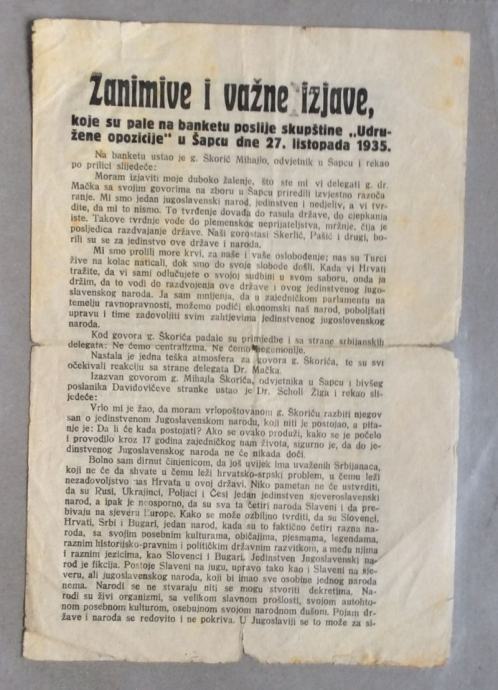 Zanimive i važne izjave,
koje su pale na banketu poslije skupštine „Udru-
žene opozicije" u Šapcu dne 27. listopada 1935.
Na banketu ustao je g. Škorić Mihajlo, odvjetnik u Šapcu i rekao
po prilici slijedeće:
Moram izjaviti moje duboko žalenje, što ste mi vi delegati g. dr.
Mačka sa svojim govorima na zboru u Šapcu priredili izvjestno razoča
ranje. Mi smo jedan jugoslavenski narod, jedinstven i nedjeljiv, a vi tvr-
dite, da mi to nismo. To tvrđenje dovađa do rasula države, do cjepkanja
iste. Takove tvrdnje vode do plemenskog neprijateljstva, mržnje, čija je
posljedica razdvajanje države. Naši gorostasi Skerlić, Pašić i drugi, bo-
rili su se za jedinstvo ove države i naroda.
Mi smo prolili more krvi, za naše i vaše oslobođenje; nas su Turci
žive na kolac naticali, dok smo do svoje slobode došli. Kada vi Hrvati
tražite, da vi sami odlučujete o svojoj sudbini u svom saboru, onda ja
držim, da to vodi do razdvojenja ove države i ovog jedinstvenog jugo-
slavenskog naroda. Ja sam mnijenja, da u zajedničkom parlamentu na
temelju ravnopravnosti, možemo podići ekonomski naš narod, poboljšati
upravu i time zadovoljiti svim zahtjevima jedinstvenog jugoslovenskog
naroda.
Kod govora g. Škorića padale su primjedbe i sa strane srbijanskih
delegata: Ne ćemo centralizma. Ne ćemo hegemonije.
Nastala je jedna teška atmosfera za govora g. Škorića, te su svi
očekivali reakciju sa strane delegata Dr. Mačka.
Izazvan govorom g. Mihajla Škorića, odvjetnika u Šapcu i bivšeg
poslanika Davidovićeve stranke ustao je Dr. Scholl Žiga i rekao sli-
jedeće:
Vrlo mi je žao, da moram vrlopoštovanom g. Škoriću razbiti njegov
san o jedinstvenom Jugoslavenskom narodu, koji niti je postojao, a pita-
nje je: Da li će kada postojati? Ako se ovako produži, kako se je počelo
i provodilo kroz 17 godina zajedničkog nam života, sigurno je, da do je-
dinstvenog Jugoslavenskog naroda ne će nikada doći.
Bolno sam dirnut činjenicom, da još uvijek ima uvaženih Srbijanaca,
koji ne će da shvate u čemu leži hrvatsko-srpski problem, u čemu leži
nezadovoljstvo nas Hrvata u ovoj državi. Niko pametan ne će ustvrditi,
da su Rusi, Ukrajinci, Poljaci i Česi jedan jedinstven sjeveroslavenski
narod, a ipak je neosporno, da su sva ta četiri naroda Slaveni i da pre-
bivaju na sjeveru Europe. Kako se može ozbiljno tvrditi, da su Slovenci,
Hrvati, Srbi i Bugari, jedan narod, kada su to faktično četiri razna na-
roda, sa svojim posebnim kulturama, običajima, pjesmama, legendama,
raznim historijsko-pravnim i političkim državnim razvitkom, a među njima
i raznim jezicima, kao Slovenci i Bugari. Jedinstven Jugoslavenski na-
rod je fikcija. Postoje Slaveni na jugu, upravo tako kao i Slaveni na sje-
veru, ali jugoslavenskog naroda, koji bi imao sve osobine jednog naroda
nema. Narodi se ne stvaraju niti se mogu stvoriti dekretima. Na-
rodi su živi organizmi, sa velikom slavnom prošlosti, svojom autohto-
nom posebnom kulturom, osebujnom svojom narodnom dušom. Pojam dr-
žave i naroda se redovito i ne pokriva. U Jugoslaviji se to može za si-